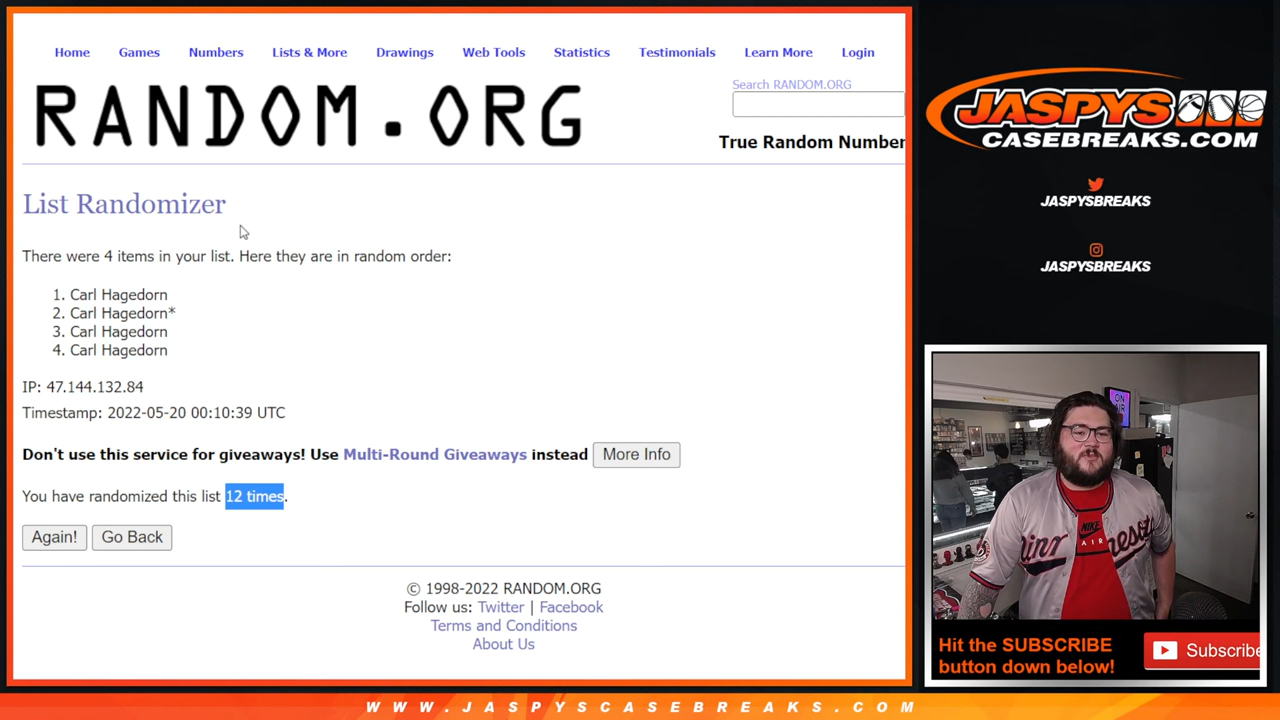 Home Games Numbers Lists & More Drawings Web Tools Statistics Testimonials Learn More Login
RANDOM.ORG
Search RANDOM.ORG
True Random Number
List Randomizer
There were 4 items in your list. Here they are in random order:
1. Carl Hagedorn
2. Carl Hagedorn*
3. Carl Hagedorn
4. Carl Hagedorn
IP: 47.144.132.84
Timestamp: 2022-05-20 00:10:39 UTC
Don't use this service for giveaways! Use Multi-Round Giveaways instead More Info
You have randomized this list 12 times.
Again! Go Back
© 1998-2022 RANDOM.ORG
Follow us: Twitter | Facebook
Terms and Conditions
About Us
JASPYS
CASEBREAKS.COM
JASPYSBREAKS
JASPYSBREAKS
ON
AIR
NIKE
AIR
Hit the SUBSCRIBE
button down below!
Subscribe
WWW.JASPYSCASEBREAKS.COM